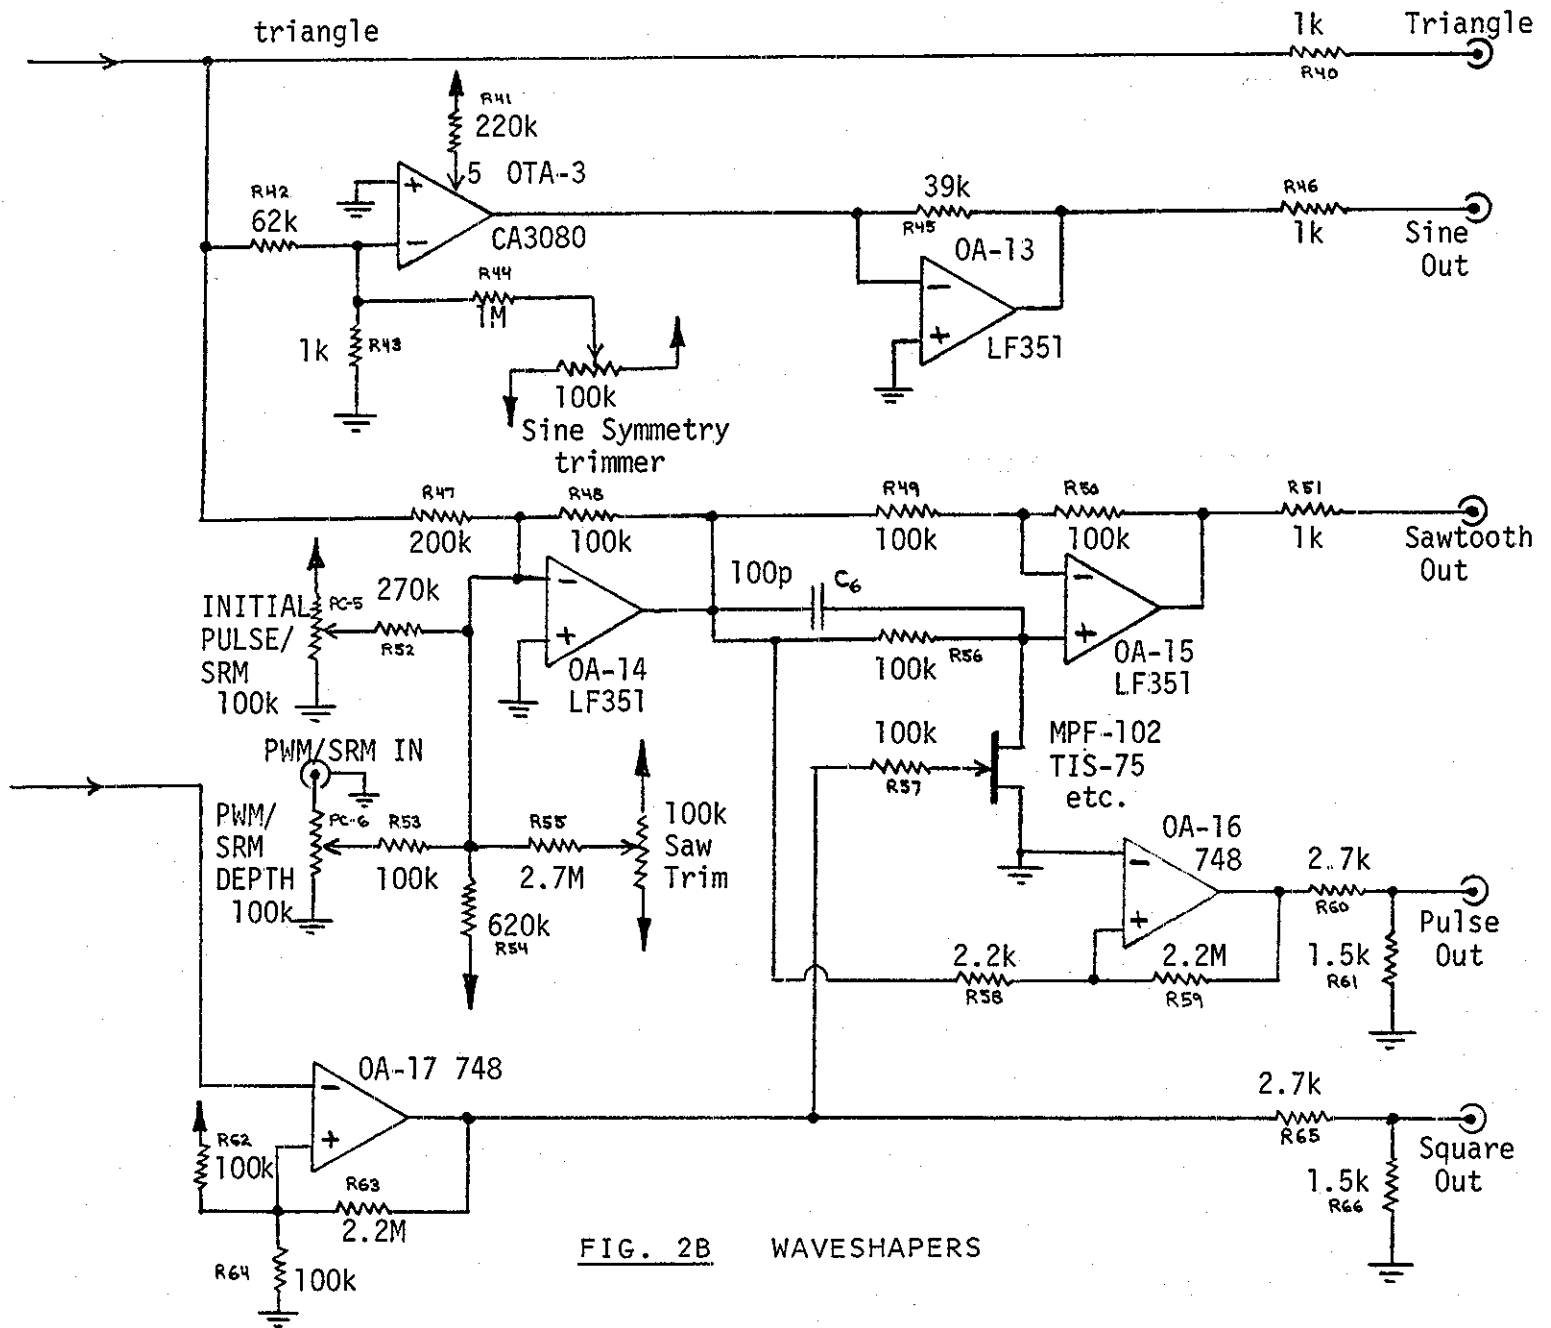 triangle
1k
R40
Triangle
R41
220k
5 OTA-3
+
−
CA3080
R42
62k
R44
1M
1k
R43
100k
Sine Symmetry
trimmer
39k
R45
OA-13
−
+
LF351
R46
1k
Sine
Out
R47
200k
R48
100k
R49
100k
R50
100k
R51
1k
Sawtooth
Out
INITIAL
PULSE/
SRM
100k
PC-5
270k
R52
−
+
OA-14
LF351
100p
C6
100k
R56
−
+
OA-15
LF351
PWM/SRM IN
PWM/
SRM
DEPTH
100k
PC-6
R53
100k
R55
2.7M
100k
Saw
Trim
620k
R54
100k
R57
MPF-102
TIS-75
etc.
OA-16
748
−
+
2.2k
R58
2.2M
R59
2.7k
R60
1.5k
R61
Pulse
Out
OA-17 748
−
+
R62
100k
R63
2.2M
R64
100k
2.7k
R65
1.5k
R66
Square
Out
FIG. 2B WAVESHAPERS